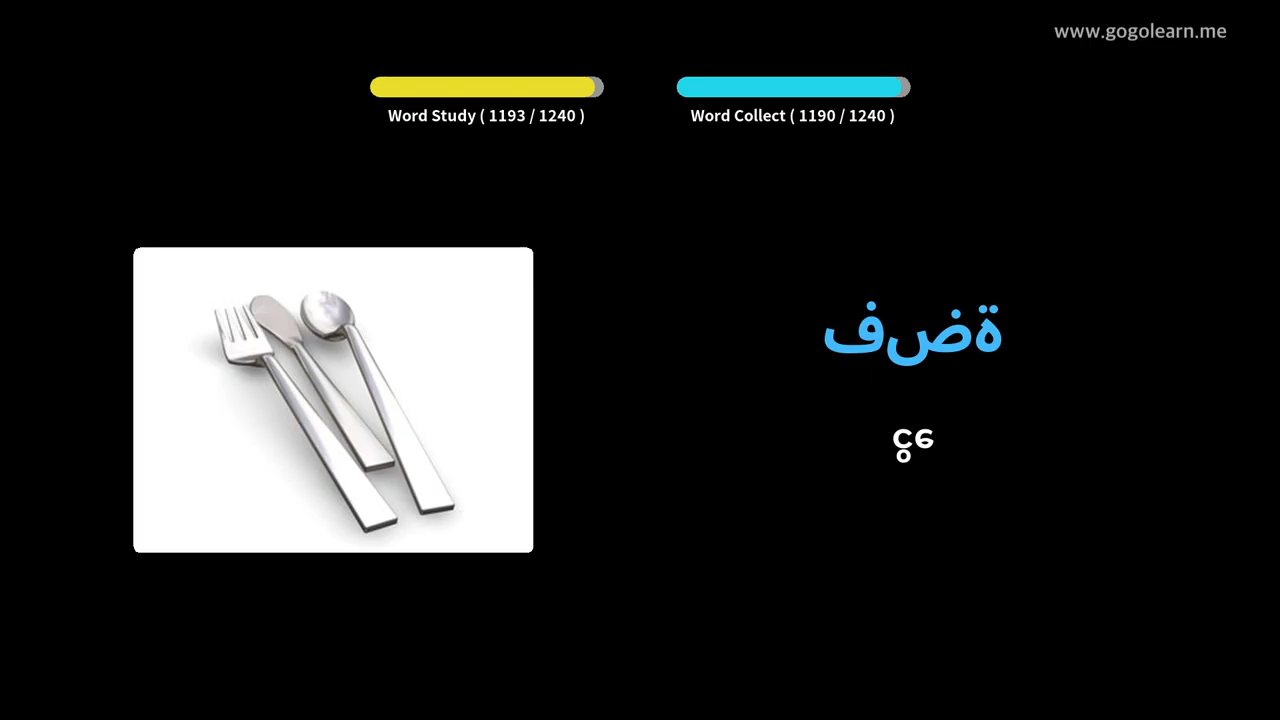 www.gogolearn.me
Word Study ( 1193 / 1240 )
Word Collect ( 1190 / 1240 )
فضة
ငွေ